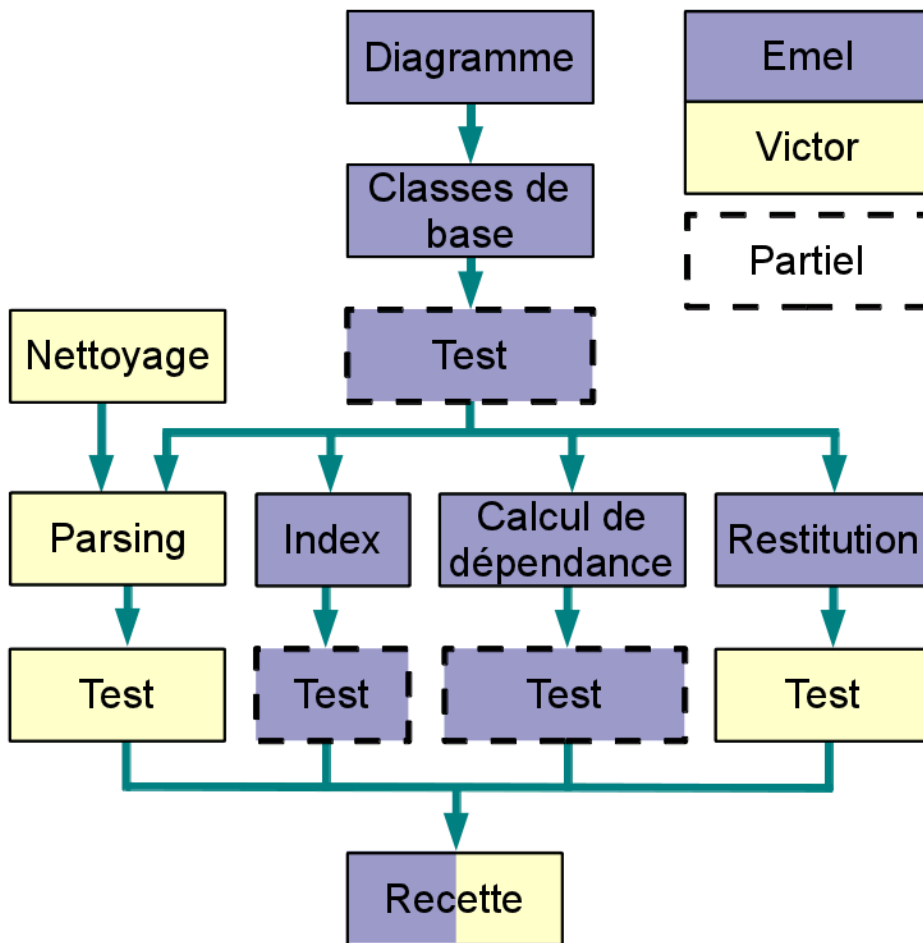 Diagramme
Emel
Victor
Classes de
base
Partiel
Nettoyage
Test
Parsing
Index
Calcul de
dépendance
Restitution
Test
Test
Test
Test
Recette